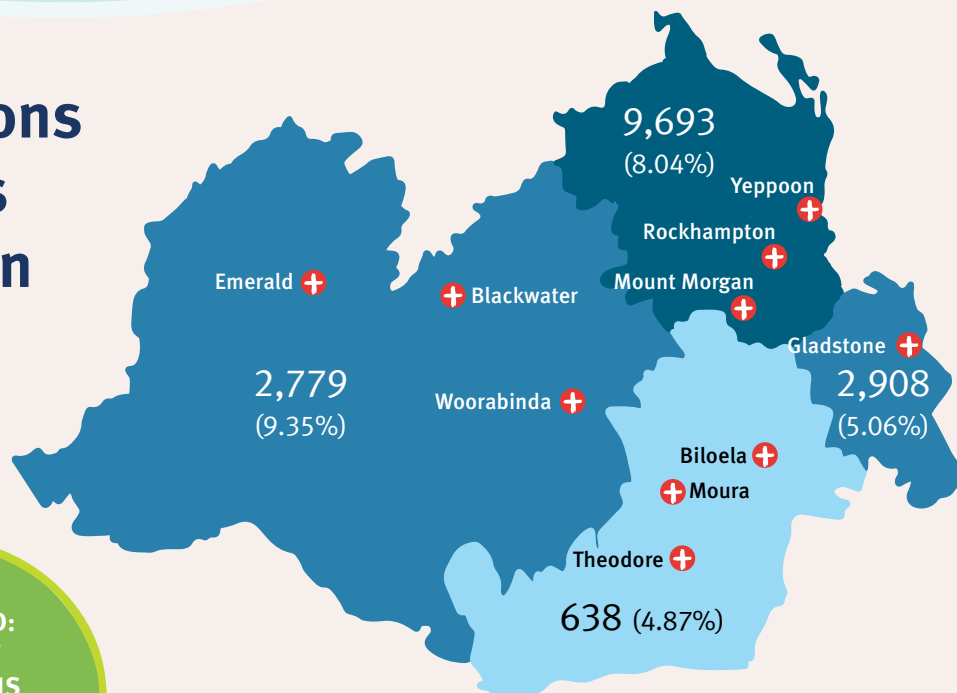 9,693
(8.04%)
Yeppoon
Rockhampton
Mount Morgan
Emerald
Blackwater
Gladstone
2,779
(9.35%)
Woorabinda
2,908
(5.06%)
Biloela
Moura
Theodore
638 (4.87%)